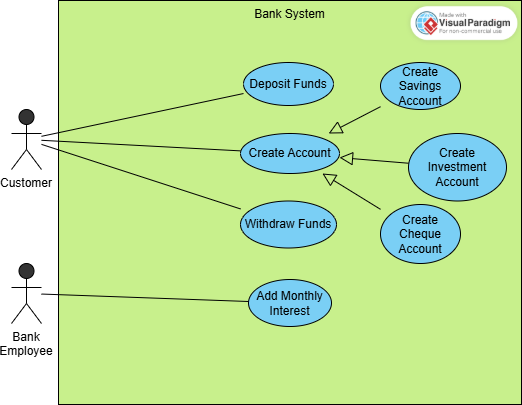 Bank System
Made with
Visual Paradigm
For non-commercial use
Deposit Funds
Create
Savings
Account
Create Account
Create
Investment
Account
Customer
Withdraw Funds
Create
Cheque
Account
Add Monthly
Interest
Bank
Employee